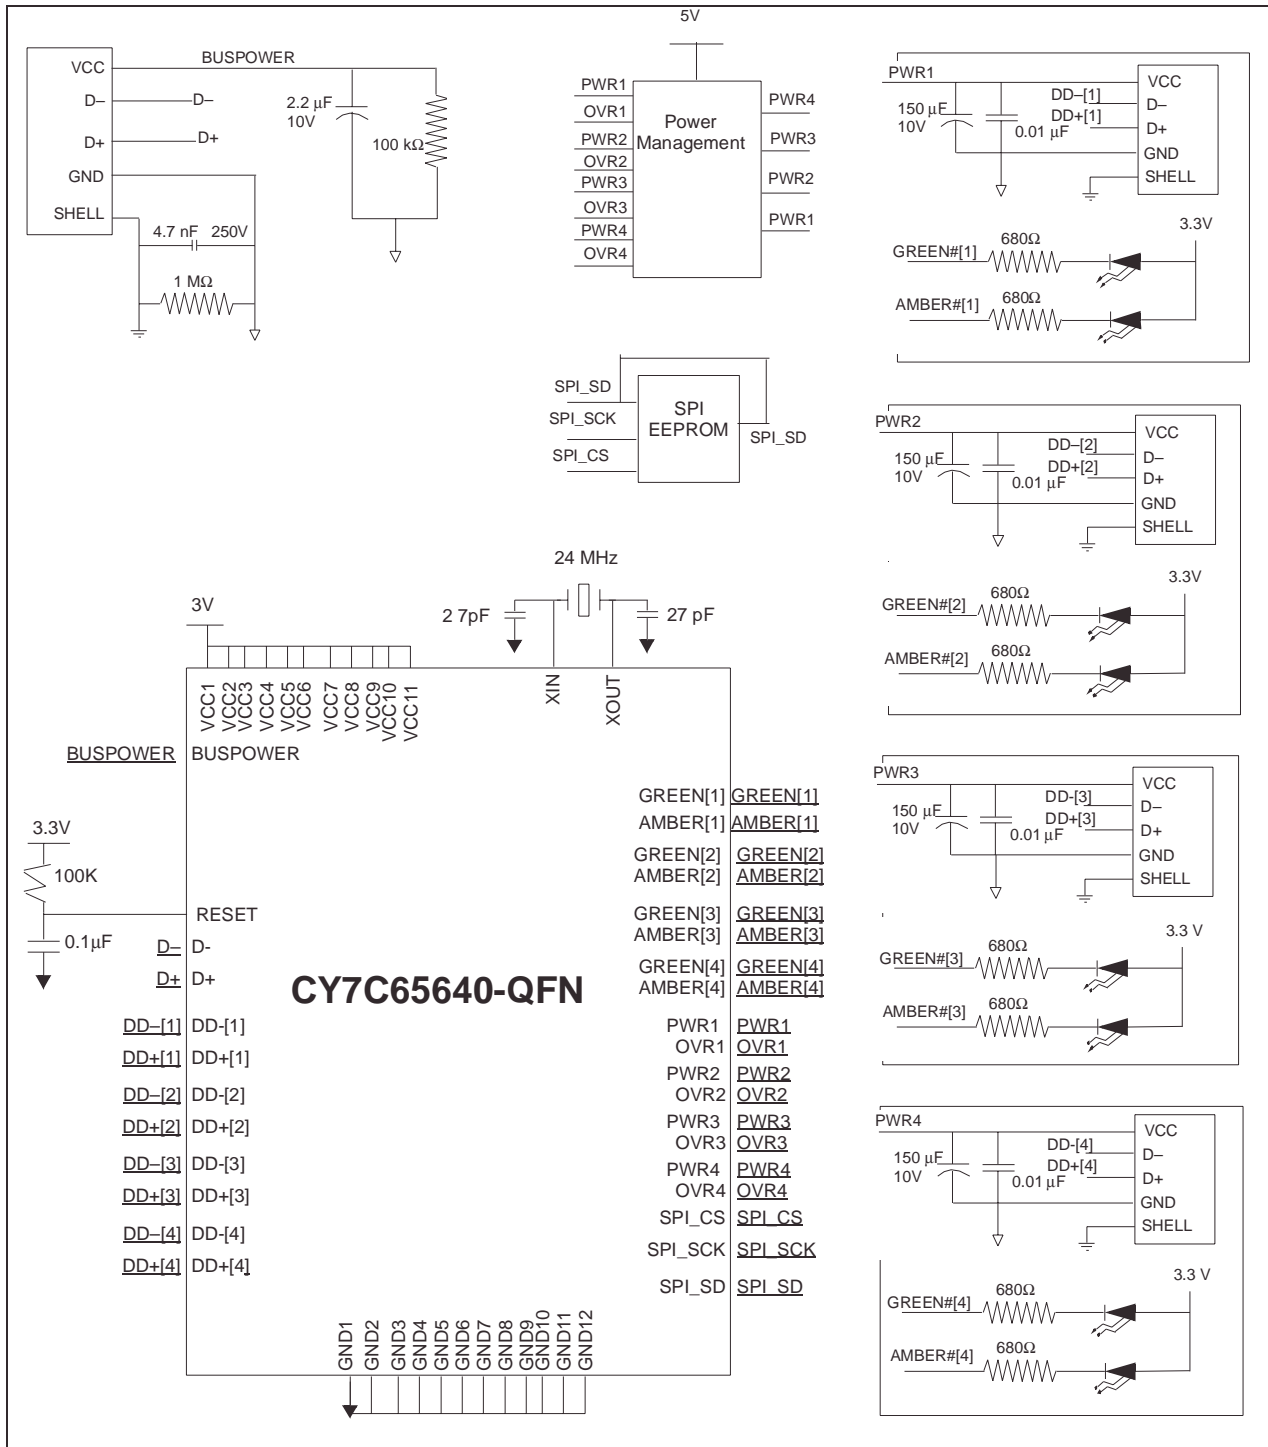 5V
BUSPOWER
VCC
D–
D–
D+
D+
GND
SHELL
2.2 µF
10V
100 kΩ
4.7 nF 250V
1 MΩ
PWR1
OVR1
PWR2
OVR2
PWR3
OVR3
PWR4
OVR4
Power
Management
PWR4
PWR3
PWR2
PWR1
SPI_SD
SPI_SCK
SPI_CS
SPI
EEPROM
SPI_SD
PWR1
150 µF
10V
0.01 µF
DD–[1]
DD+[1]
VCC
D–
D+
GND
SHELL
3.3V
680Ω
GREEN#[1]
680Ω
AMBER#[1]
PWR2
150 µF
10V
0.01 µF
DD–[2]
DD+[2]
VCC
D–
D+
GND
SHELL
3.3V
680Ω
GREEN#[2]
680Ω
AMBER#[2]
PWR3
150 µF
10V
0.01 µF
DD-[3]
DD+[3]
VCC
D–
D+
GND
SHELL
3.3 V
680Ω
GREEN#[3]
680Ω
AMBER#[3]
PWR4
150 µF
10V
0.01 µF
DD-[4]
DD+[4]
VCC
D–
D+
GND
SHELL
3.3 V
680Ω
GREEN#[4]
680Ω
AMBER#[4]
24 MHz
2 7pF
27 pF
3V
VCC1
VCC2
VCC3
VCC4
VCC5
VCC6
VCC7
VCC8
VCC9
VCC10
VCC11
XIN
XOUT
BUSPOWER BUSPOWER
3.3V
100K
RESET
0.1µF
D– D-
D+ D+
CY7C65640-QFN
DD–[1] DD-[1]
DD+[1] DD+[1]
DD–[2] DD-[2]
DD+[2] DD+[2]
DD–[3] DD-[3]
DD+[3] DD+[3]
DD–[4] DD-[4]
DD+[4] DD+[4]
GREEN[1] GREEN[1]
AMBER[1] AMBER[1]
GREEN[2] GREEN[2]
AMBER[2] AMBER[2]
GREEN[3] GREEN[3]
AMBER[3] AMBER[3]
GREEN[4] GREEN[4]
AMBER[4] AMBER[4]
PWR1 PWR1
OVR1 OVR1
PWR2 PWR2
OVR2 OVR2
PWR3 PWR3
OVR3 OVR3
PWR4 PWR4
OVR4 OVR4
SPI_CS SPI_CS
SPI_SCK SPI_SCK
SPI_SD SPI_SD
GND1
GND2
GND3
GND4
GND5
GND6
GND7
GND8
GND9
GND10
GND11
GND12